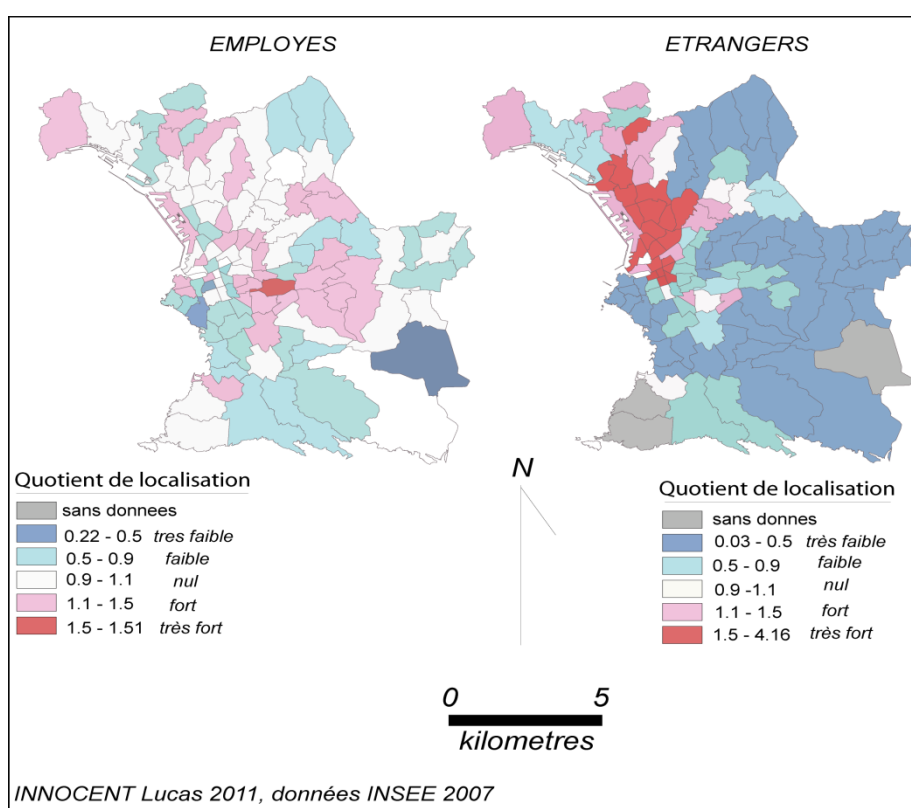 EMPLOYES
ETRANGERS
Quotient de localisation
sans donnees
0.22 - 0.5 tres faible
0.5 - 0.9 faible
0.9 - 1.1 nul
1.1 - 1.5 fort
1.5 - 1.51 très fort
N
Quotient de localisation
sans donnes
0.03 - 0.5 très faible
0.5 - 0.9 faible
0.9 -1.1 nul
1.1 - 1.5 fort
1.5 - 4.16 très fort
0 5
kilometres
INNOCENT Lucas 2011, données INSEE 2007